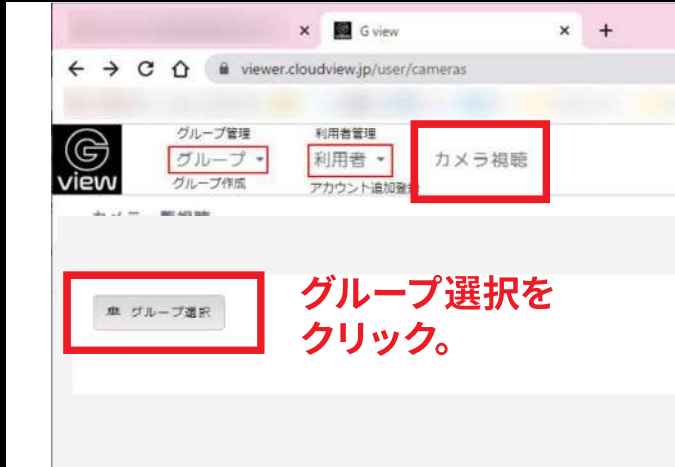 G view
viewer.cloudview.jp/user/cameras
グループ管理
利用者管理
G view
グループ
利用者
カメラ視聴
グループ作成
アカウント追加登録
グループ選択
グループ選択を
クリック。